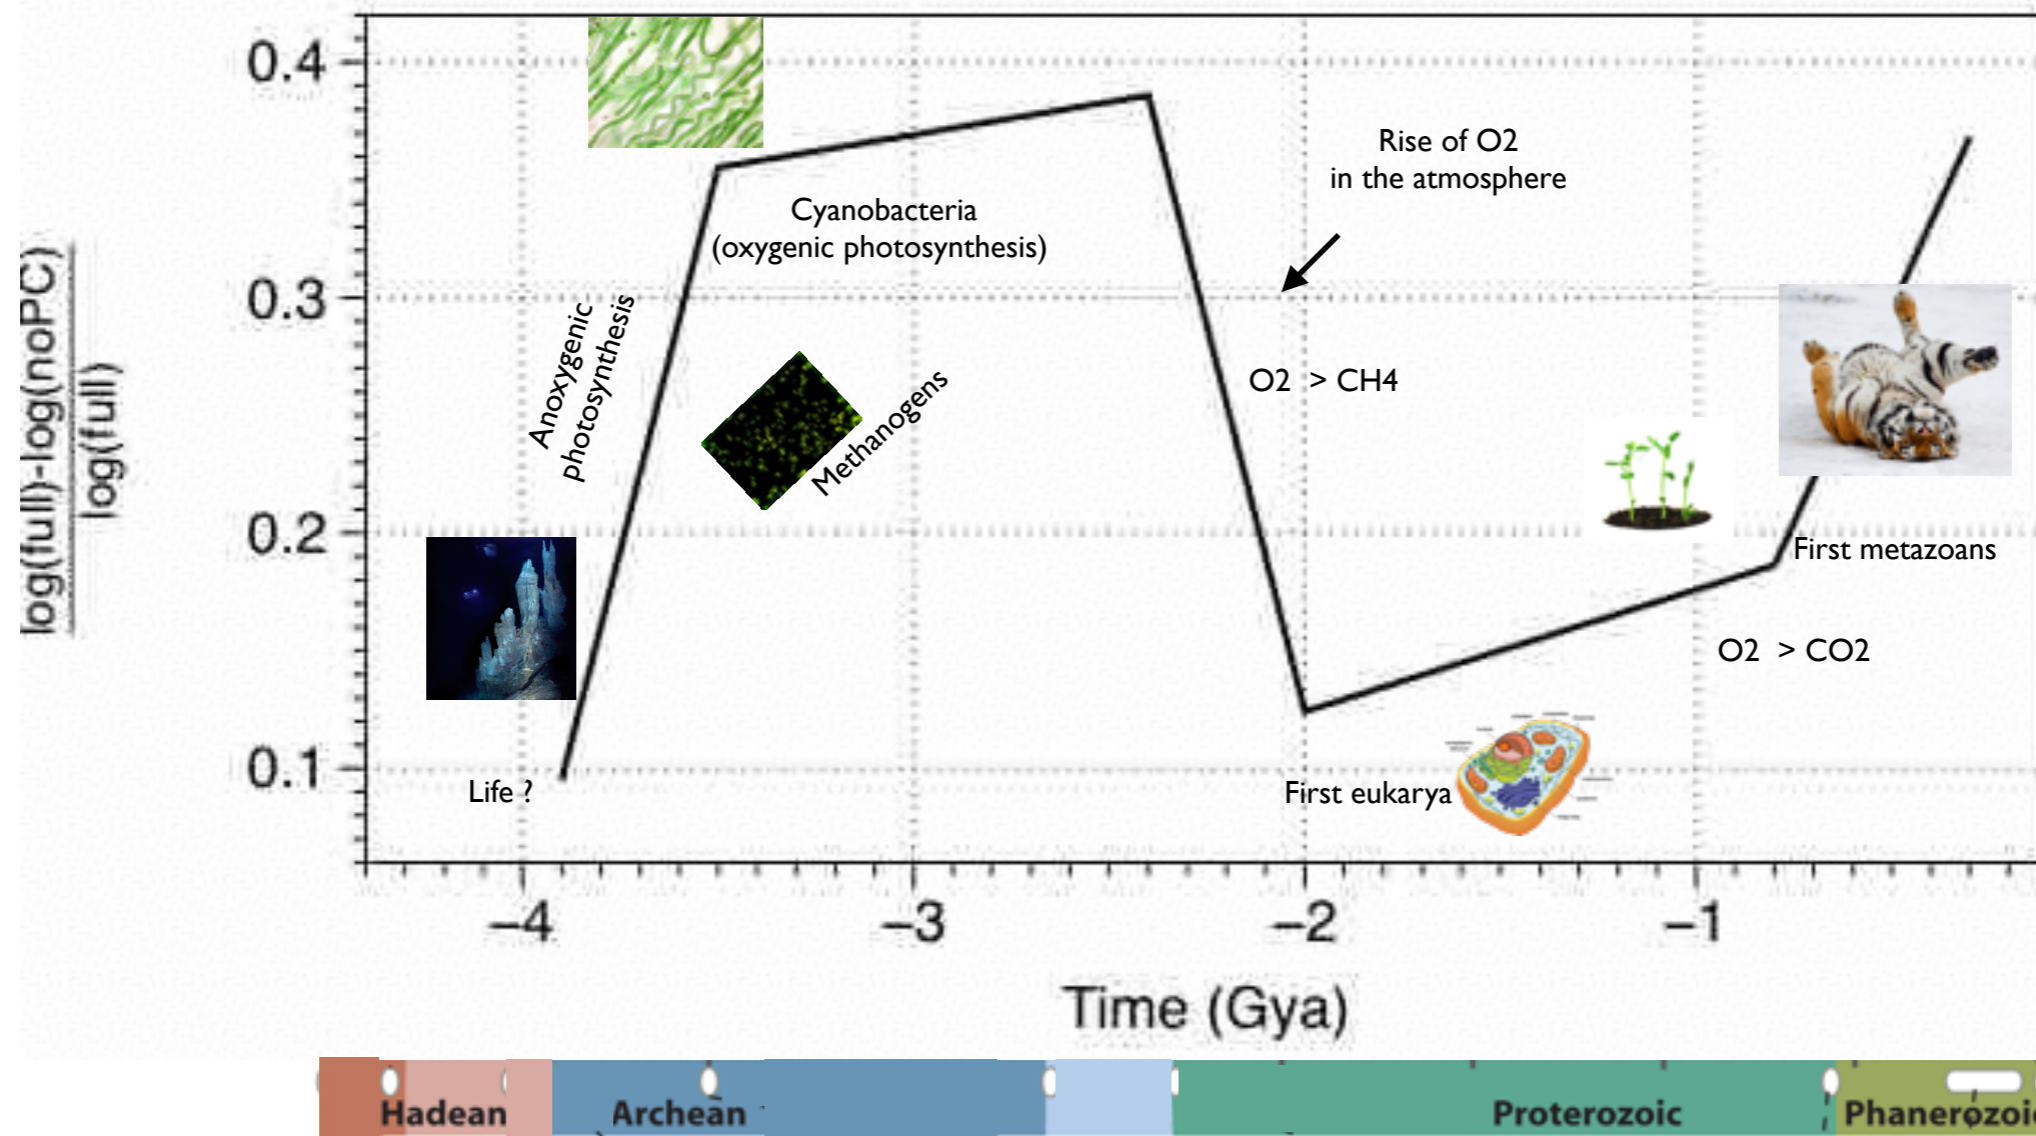 0.4
0.3
0.2
0.1
log(full)-log(noPC)
log(full)
Rise of O2
in the atmosphere
Cyanobacteria
(oxygenic photosynthesis)
Anoxygenic
photosynthesis
Methanogens
O2 > CH4
First metazoans
O2 > CO2
Life ?
First eukarya
−4
−3
−2
−1
Time (Gya)
Hadean
Archean
Proterozoic
Phanerozoi